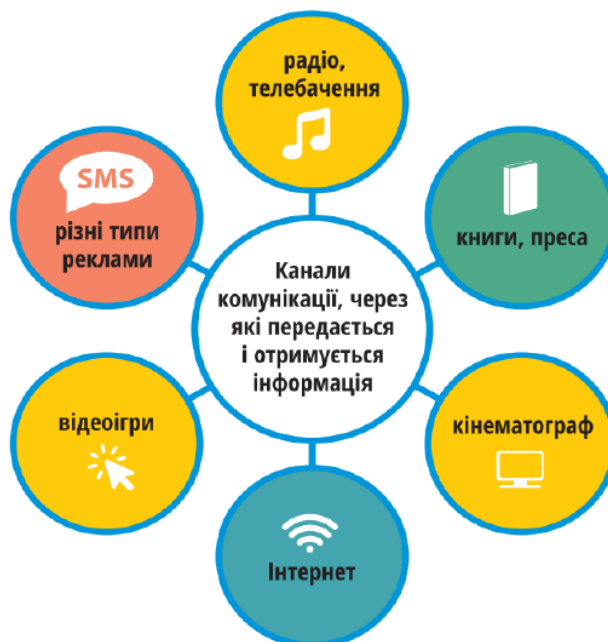 радіо,
телебачення
SMS
різні типи
реклами
книги, преса
Канали
комунікації, через
які передається
і отримується
інформація
відеоігри
кінематограф
Інтернет